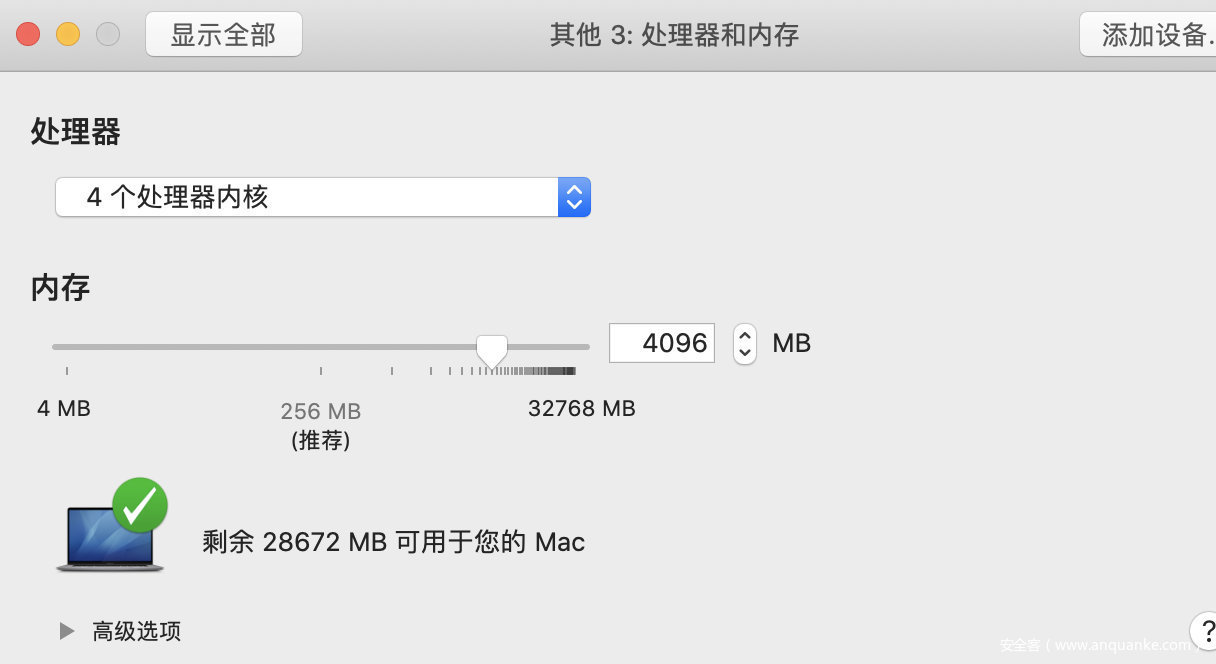 显示全部
其他 3: 处理器和内存
添加设备.
处理器
4 个处理器内核
内存
4096
MB
4 MB
256 MB
(推荐)
32768 MB
剩余 28672 MB 可用于您的 Mac
高级选项
?
安全客 ( www.anquanke.com )